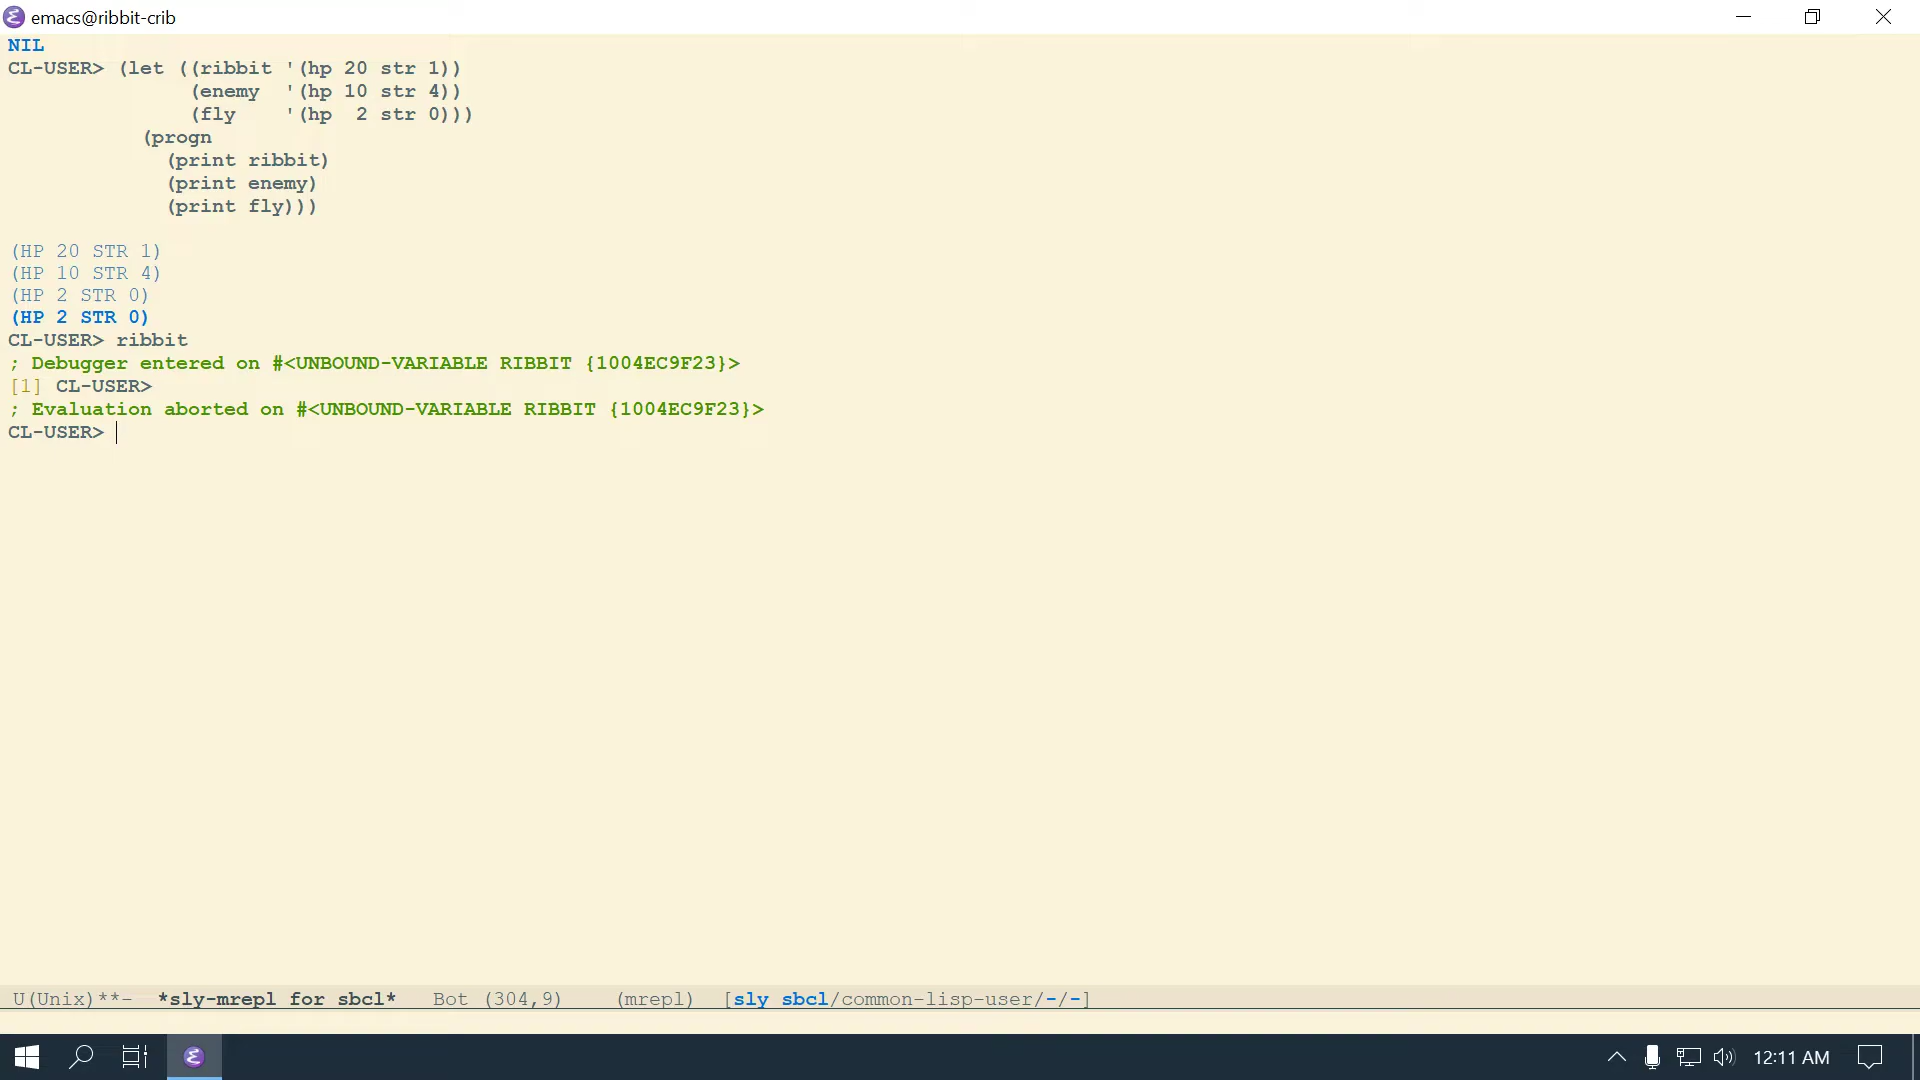 emacs@ribbit-crib
NIL
CL-USER> (let ((ribbit '(hp 20 str 1))
(enemy  '(hp 10 str 4))
(fly    '(hp  2 str 0)))
(progn
(print ribbit)
(print enemy)
(print fly)))
(HP 20 STR 1)
(HP 10 STR 4)
(HP 2 STR 0)
(HP 2 STR 0)
CL-USER> ribbit
; Debugger entered on #<UNBOUND-VARIABLE RIBBIT {1004EC9F23}>
[1] CL-USER>
; Evaluation aborted on #<UNBOUND-VARIABLE RIBBIT {1004EC9F23}>
CL-USER>
U(Unix)**-  *sly-mrepl for sbcl*   Bot (304,9)    (mrepl)  [sly sbcl/common-lisp-user/-/-]
12:11 AM